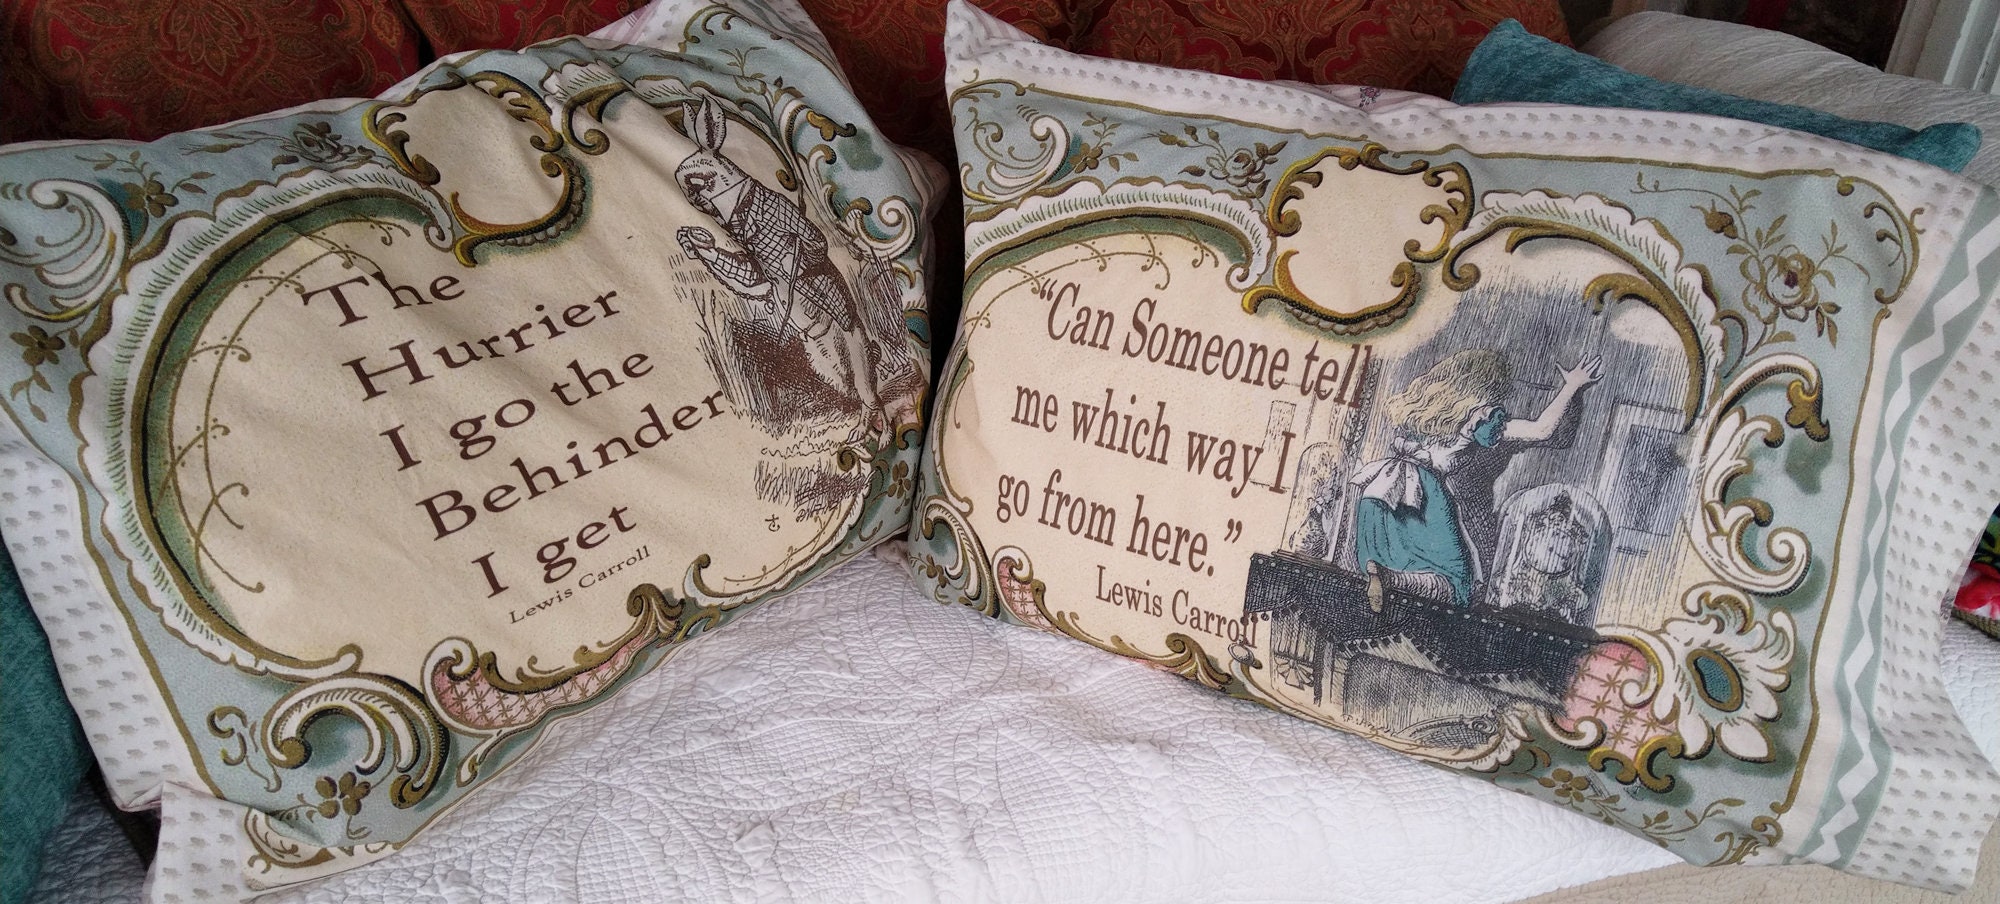 The
Hurrier
I go the
Behinder
I get
Lewis Carroll
“Can Someone tell
me which way I
go from here.”
Lewis Carroll